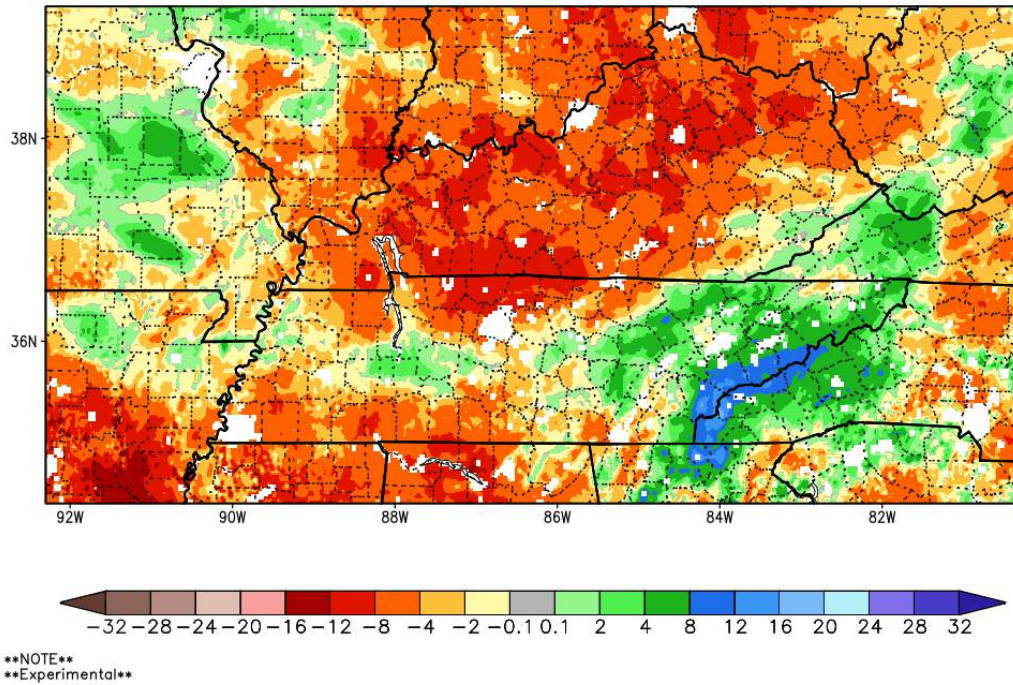 38N
36N
92W 90W 88W 86W 84W 82W
-32 -28 -24 -20 -16 -12 -8 -4 -2 -0.1 0.1 2 4 8 12 16 20 24 28 32
**NOTE**
**Experimental**